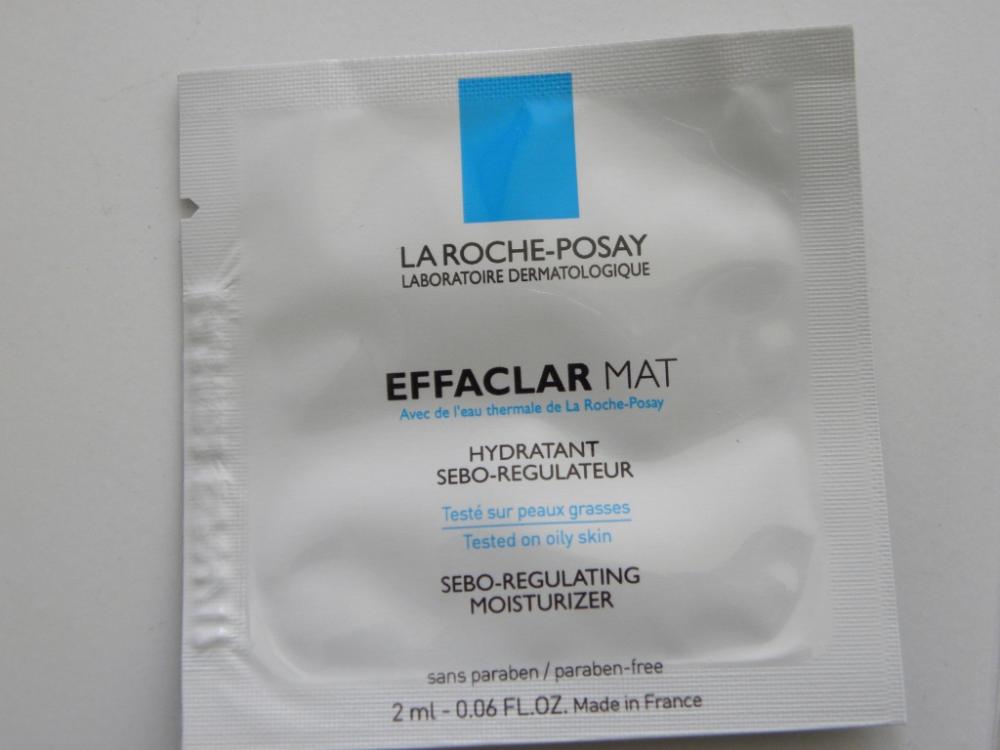 LA ROCHE-POSAY
LABORATOIRE DERMATOLOGIQUE
EFFACLAR MAT
Avec de l'eau thermale de La Roche-Posay
HYDRATANT
SEBO-REGULATEUR
Testé sur peaux grasses
Tested on oily skin
SEBO-REGULATING
MOISTURIZER
sans paraben / paraben-free
2 ml - 0.06 FL.OZ. Made in France